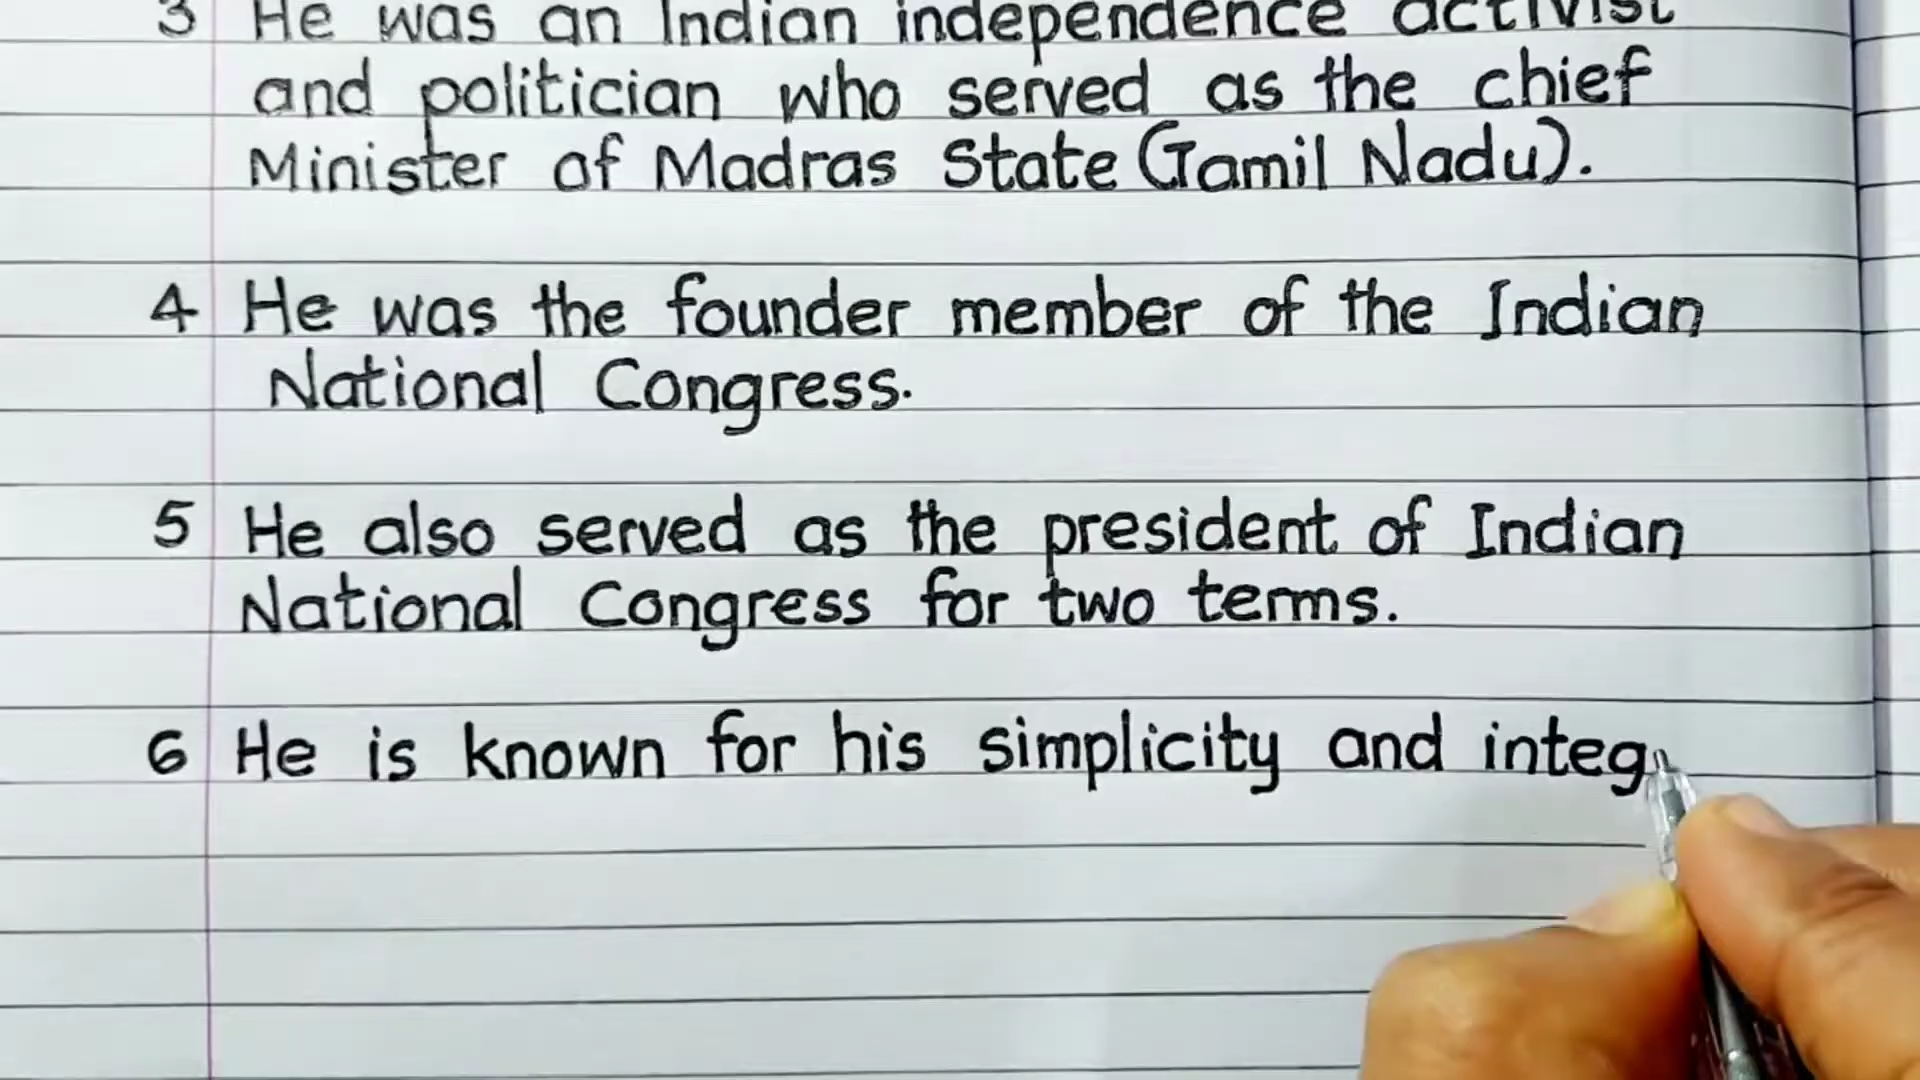 3 He was an Indian independence activist
and politician who served as the chief
Minister of Madras State (Tamil Nadu).
4 He was the founder member of the Indian
National Congress.
5 He also served as the president of Indian
National Congress for two terms.
6 He is known for his simplicity and integ